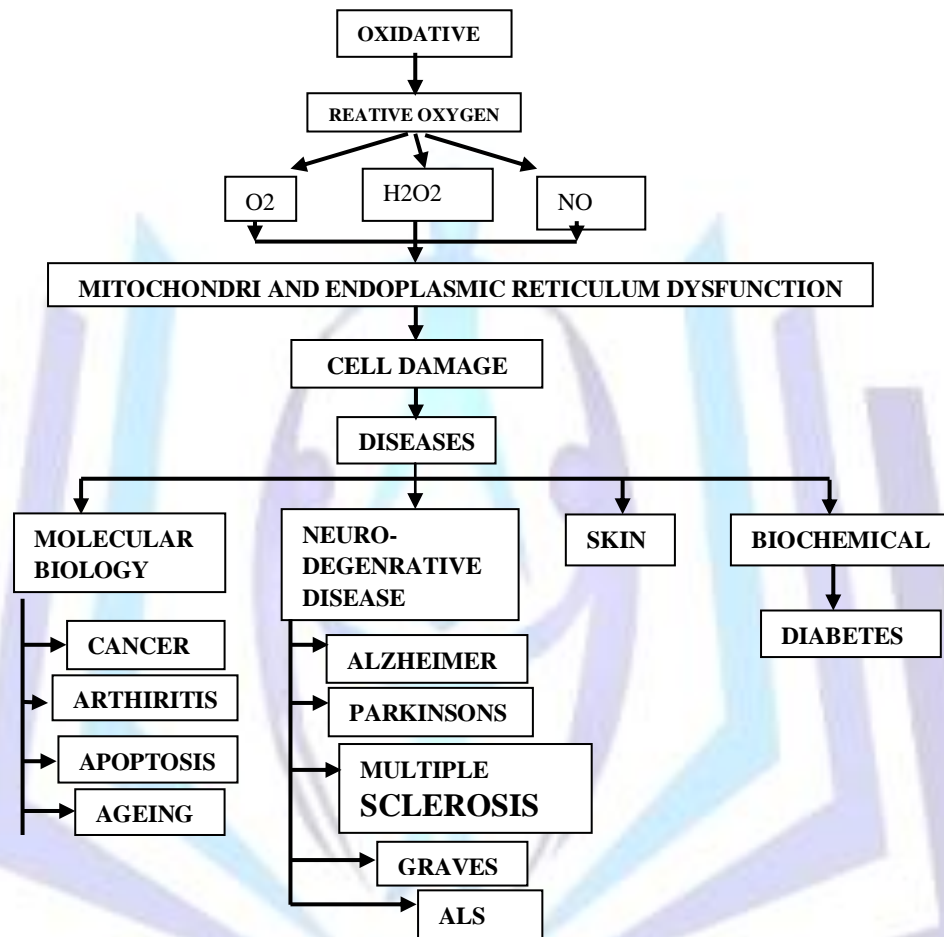 OXIDATIVE
REATIVE OXYGEN
O2
H2O2
NO
MITOCHONDRI AND ENDOPLASMIC RETICULUM DYSFUNCTION
CELL DAMAGE
DISEASES
MOLECULAR
BIOLOGY
CANCER
ARTHIRITIS
APOPTOSIS
AGEING
NEURO-
DEGENRATIVE
DISEASE
ALZHEIMER
PARKINSONS
MULTIPLE
SCLEROSIS
GRAVES
ALS
SKIN
BIOCHEMICAL
DIABETES